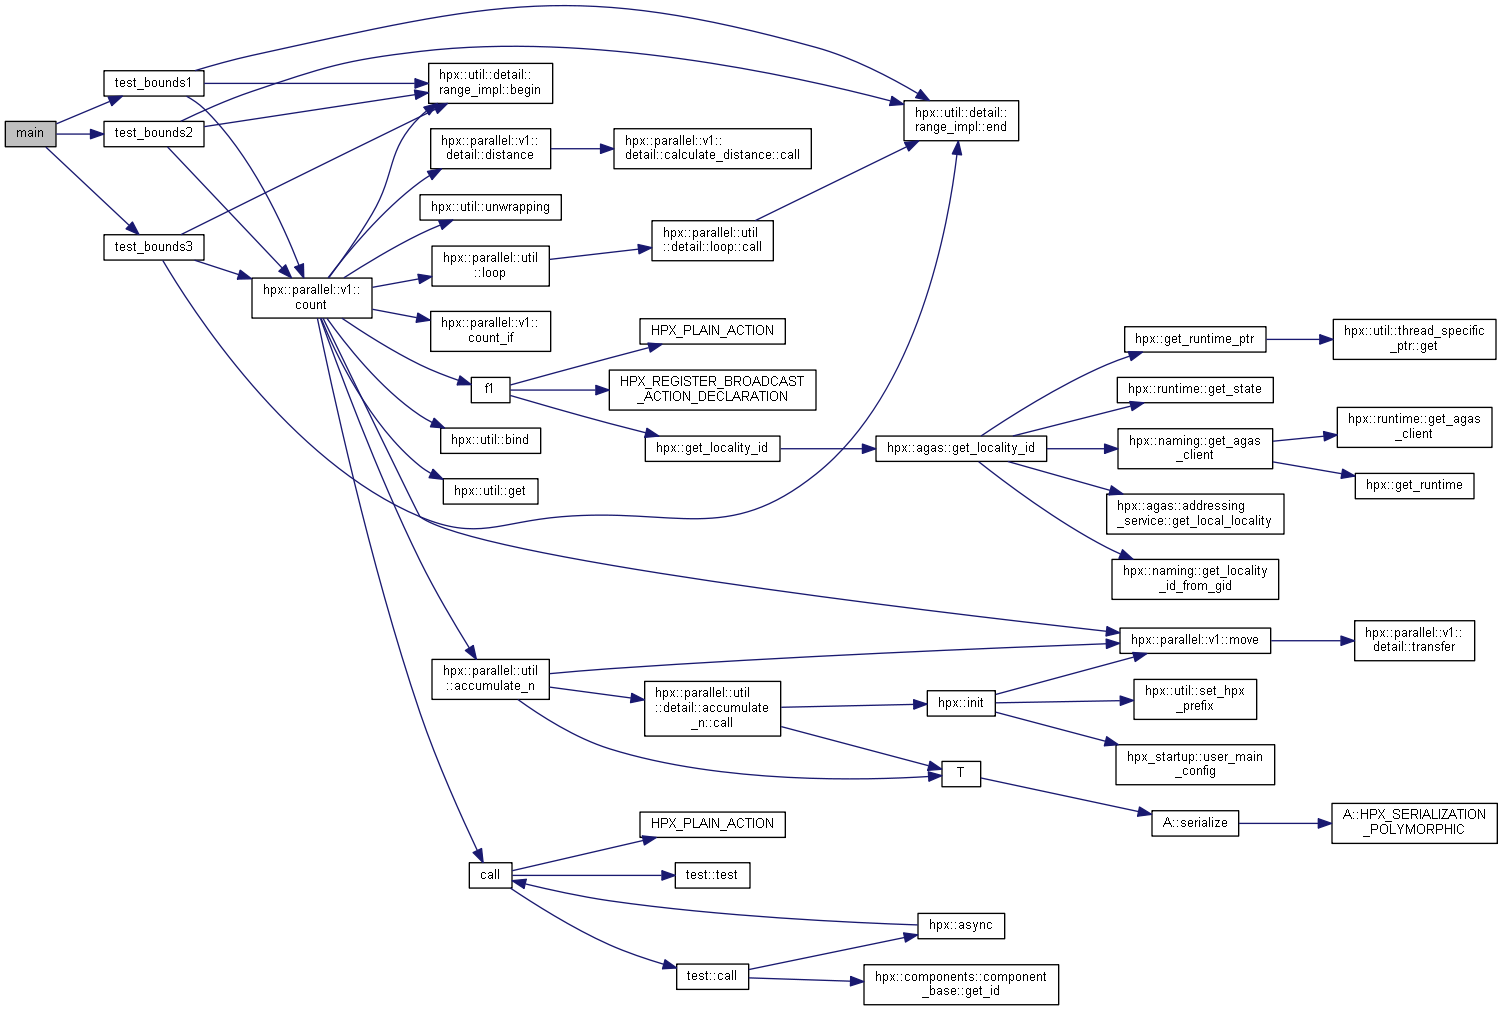 main
test_bounds1
test_bounds2
test_bounds3
hpx::parallel::v1::
count
hpx::util::detail::
range_impl::begin
hpx::util::detail::
range_impl::end
hpx::parallel::v1::
detail::distance
hpx::parallel::v1::
detail::calculate_distance::call
hpx::util::unwrapping
hpx::parallel::util
::loop
hpx::parallel::util
::detail::loop::call
hpx::parallel::v1::
count_if
f1
HPX_PLAIN_ACTION
HPX_REGISTER_BROADCAST
_ACTION_DECLARATION
hpx::get_locality_id
hpx::agas::get_locality_id
hpx::get_runtime_ptr
hpx::util::thread_specific
_ptr::get
hpx::runtime::get_state
hpx::naming::get_agas
_client
hpx::runtime::get_agas
_client
hpx::get_runtime
hpx::agas::addressing
_service::get_local_locality
hpx::naming::get_locality
_id_from_gid
hpx::util::bind
hpx::util::get
hpx::parallel::v1::move
hpx::parallel::v1::
detail::transfer
hpx::parallel::util
::accumulate_n
hpx::parallel::util
::detail::accumulate
_n::call
hpx::init
hpx::util::set_hpx
_prefix
hpx_startup::user_main
_config
T
A::serialize
A::HPX_SERIALIZATION
_POLYMORPHIC
call
HPX_PLAIN_ACTION
test::test
test::call
hpx::async
hpx::components::component
_base::get_id